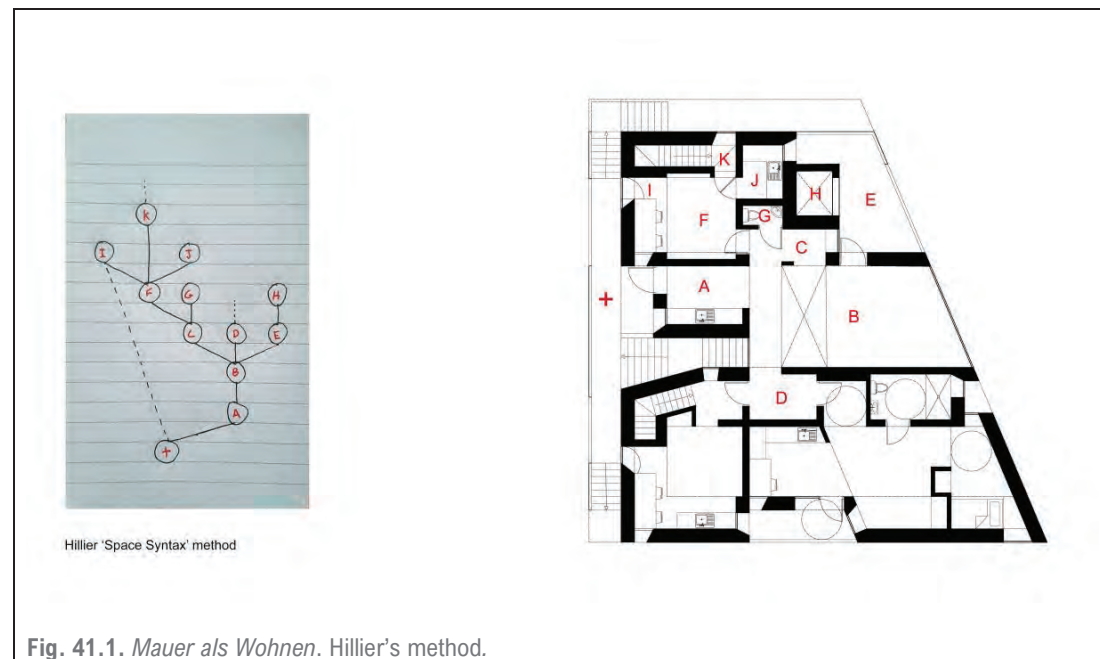 K
I
J
F
G
H
C
D
E
B
A
+
Hillier 'Space Syntax' method
K
I
J
H
E
F
G
C
A
+
B
D
Fig. 41.1. Mauer als Wohnen. Hillier's method.